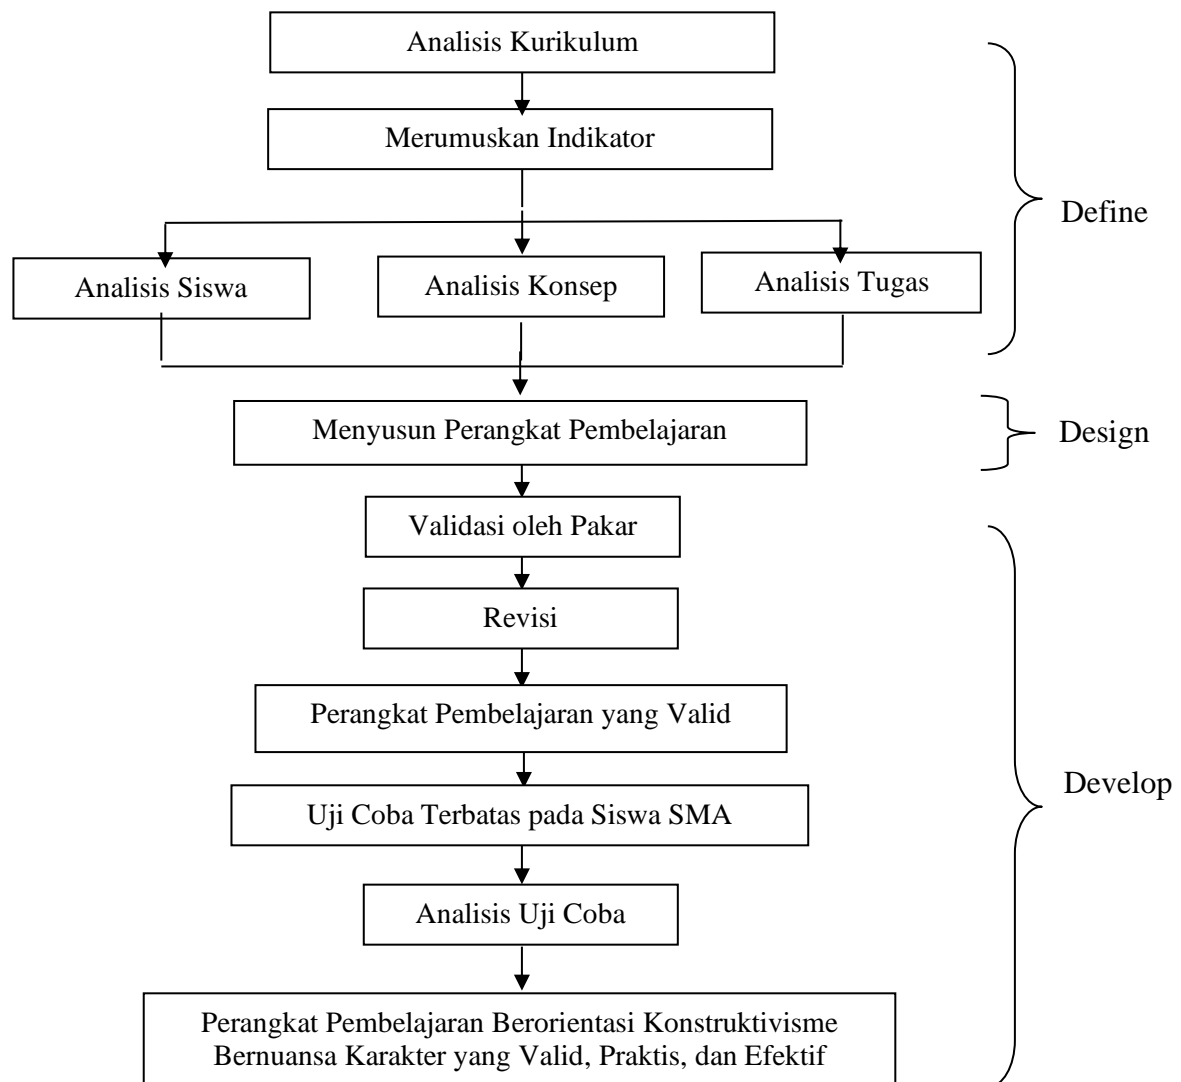 Analisis Kurikulum
Merumuskan Indikator
Define
Analisis Siswa
Analisis Konsep
Analisis Tugas
Menyusun Perangkat Pembelajaran
Design
Validasi oleh Pakar
Revisi
Perangkat Pembelajaran yang Valid
Develop
Uji Coba Terbatas pada Siswa SMA
Analisis Uji Coba
Perangkat Pembelajaran Berorientasi Konstruktivisme
Bernuansa Karakter yang Valid, Praktis, dan Efektif